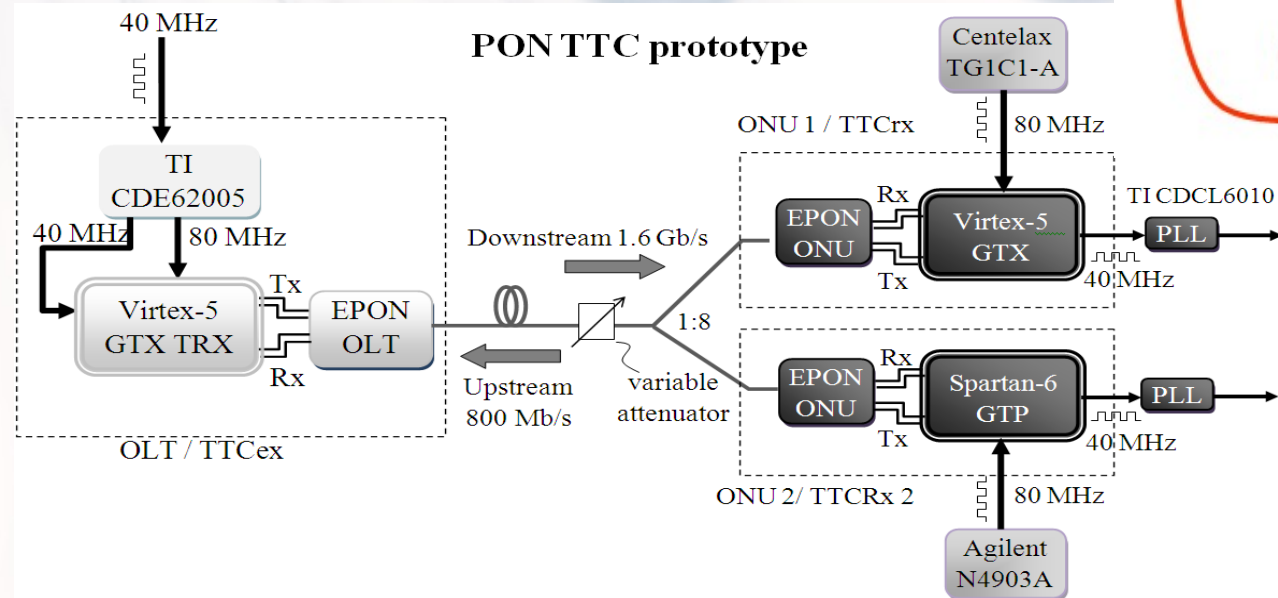 40 MHz
PON TTC prototype
Centelax
TG1C1-A
ONU 1 / TTCrx
80 MHz
TI
CDE62005
40 MHz
80 MHz
Virtex-5
GTX TRX
Tx
Rx
EPON
OLT
OLT / TTCex
Downstream 1.6 Gb/s
Upstream
800 Mb/s
variable
attenuator
1:8
EPON
ONU
Rx
Tx
Virtex-5
GTX
TI CDCL6010
PLL
40 MHz
EPON
ONU
Rx
Tx
Spartan-6
GTP
PLL
40 MHz
ONU 2/ TTCRx 2
80 MHz
Agilent
N4903A